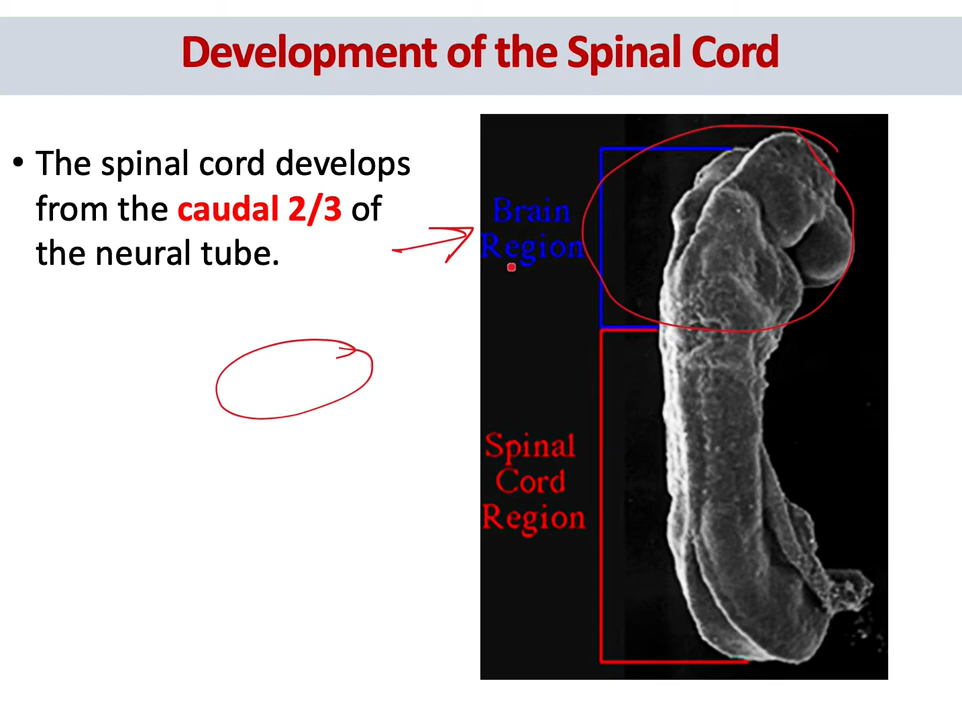 Development of the Spinal Cord
• The spinal cord develops
from the caudal 2/3 of
the neural tube.
Brain
Region
Spinal
Cord
Region